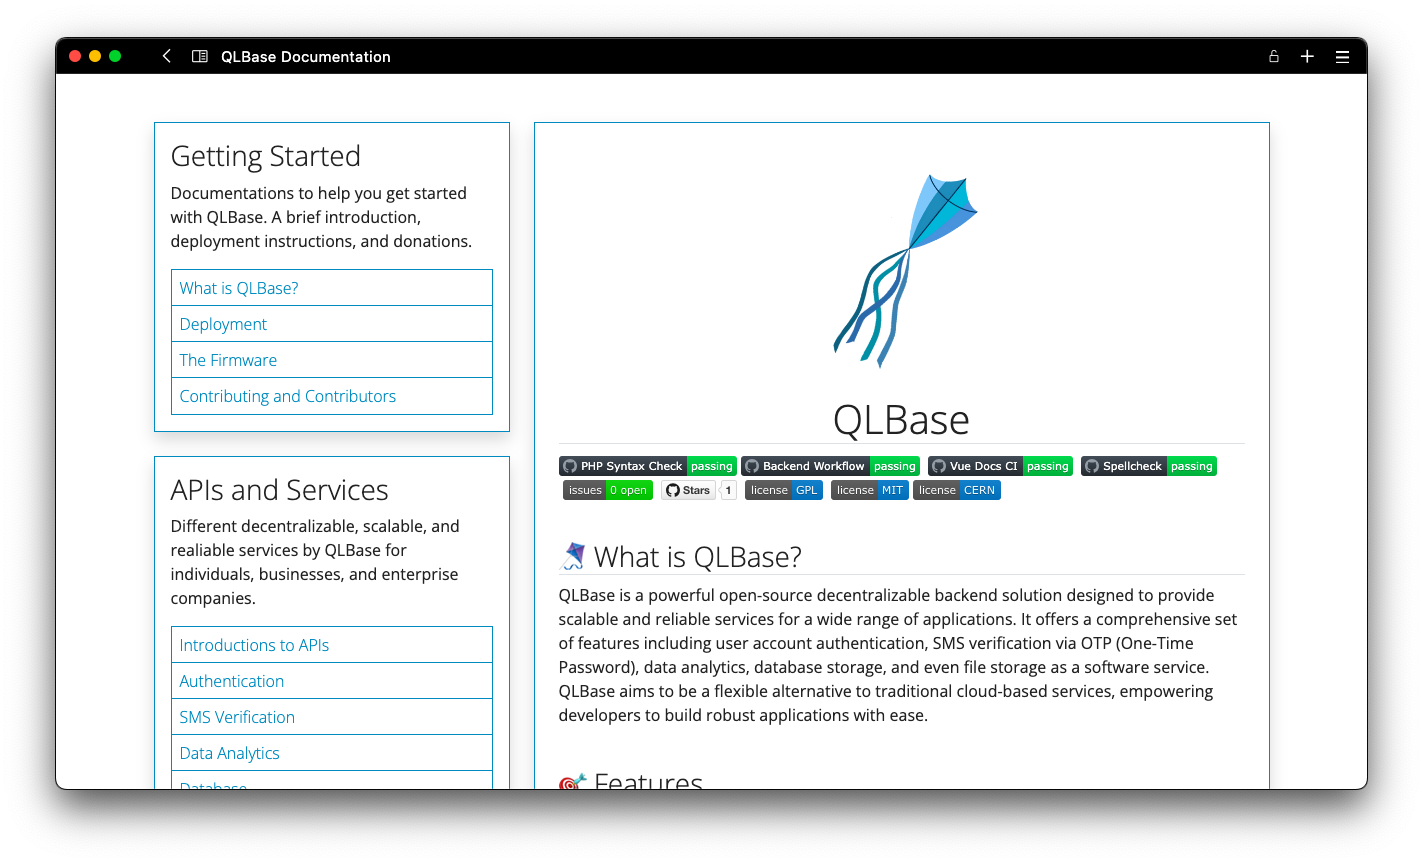 QLBase Documentation
Getting Started
Documentations to help you get started
with QLBase. A brief introduction,
deployment instructions, and donations.
What is QLBase?
Deployment
The Firmware
Contributing and Contributors
APIs and Services
Different decentralizable, scalable, and
realiable services by QLBase for
individuals, businesses, and enterprise
companies.
Introductions to APIs
Authentication
SMS Verification
Data Analytics
Database
QLBase
PHP Syntax Check passing Backend Workflow passing Vue Docs CI passing Spellcheck passing
issues 0 open Stars 1 license GPL license MIT license CERN
What is QLBase?
QLBase is a powerful open-source decentralizable backend solution designed to provide
scalable and reliable services for a wide range of applications. It offers a comprehensive set
of features including user account authentication, SMS verification via OTP (One-Time
Password), data analytics, database storage, and even file storage as a software service.
QLBase aims to be a flexible alternative to traditional cloud-based services, empowering
developers to build robust applications with ease.
Features